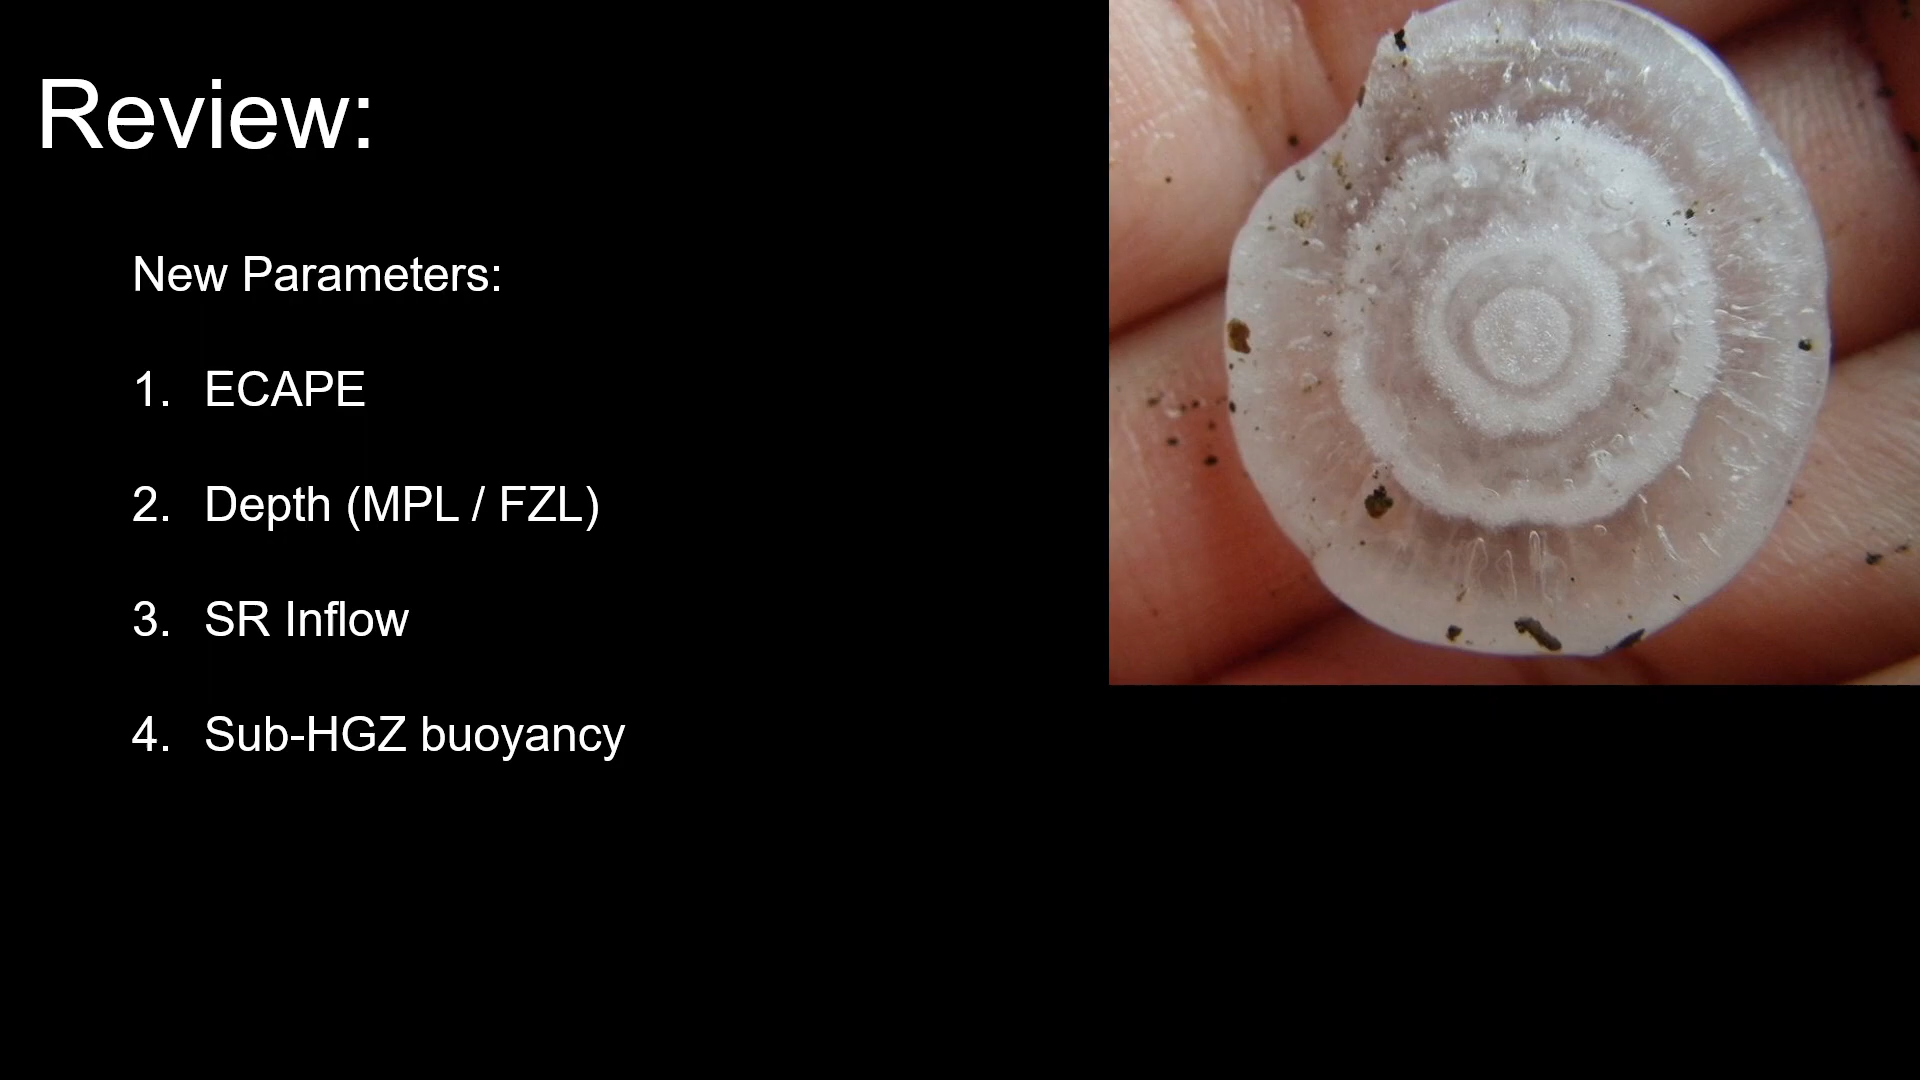 Review:
New Parameters:
1. ECAPE
2. Depth (MPL / FZL)
3. SR Inflow
4. Sub-HGZ buoyancy